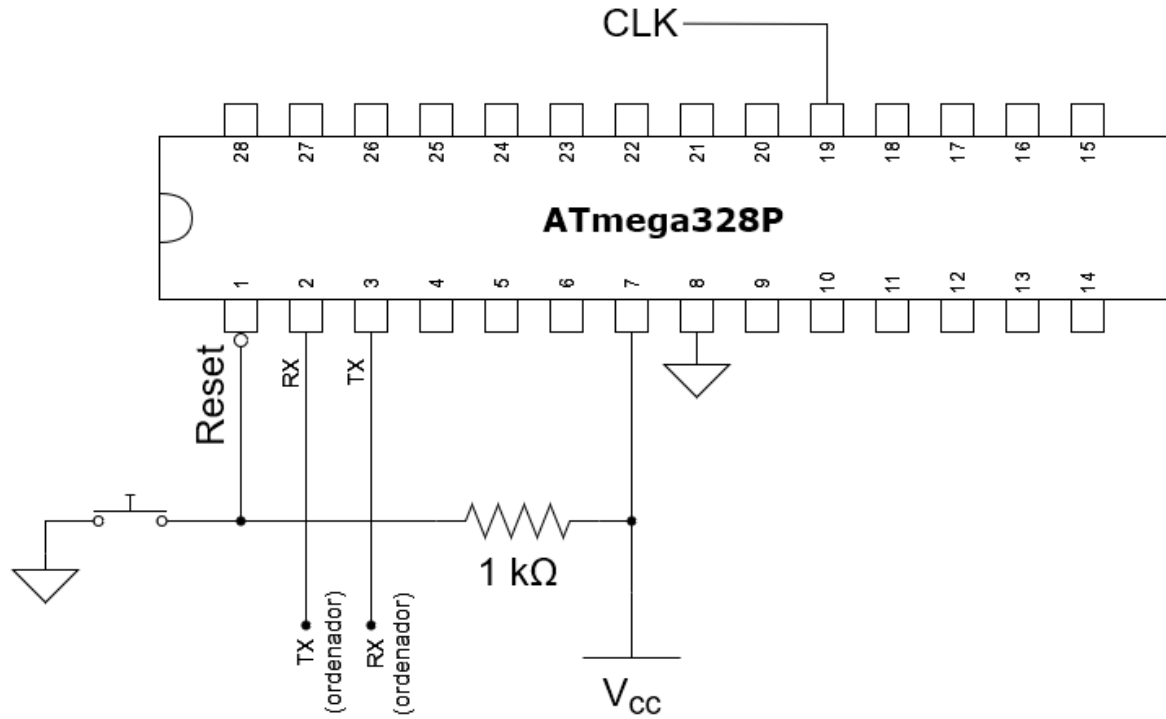 CLK
28 27 26 25 24 23 22 21 20 19 18 17 16 15
ATmega328P
1 2 3 4 5 6 7 8 9 10 11 12 13 14
Reset
RX
TX
1 kΩ
TX
(ordenador)
RX
(ordenador)
VCC